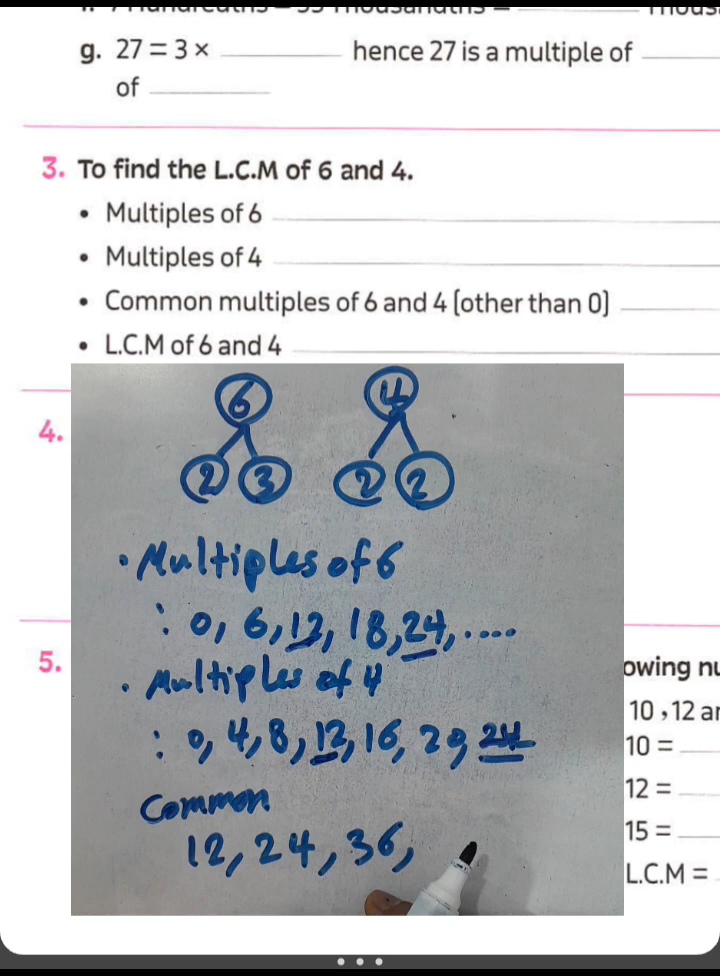 g. 27 = 3 × ________ hence 27 is a multiple of ________
of ________
3. To find the L.C.M of 6 and 4.
• Multiples of 6 ________
• Multiples of 4 ________
• Common multiples of 6 and 4 (other than 0) ________
• L.C.M of 6 and 4 ________
4.
6 4
2 3 2 2
• Multiples of 6
: 0, 6, 12, 18, 24, ....
• Multiples of 4
: 0, 4, 8, 12, 16, 20, 24
Common
12, 24, 36,
5.
owing nu
10 , 12 ar
10 = ____
12 = ____
15 = ____
L.C.M =